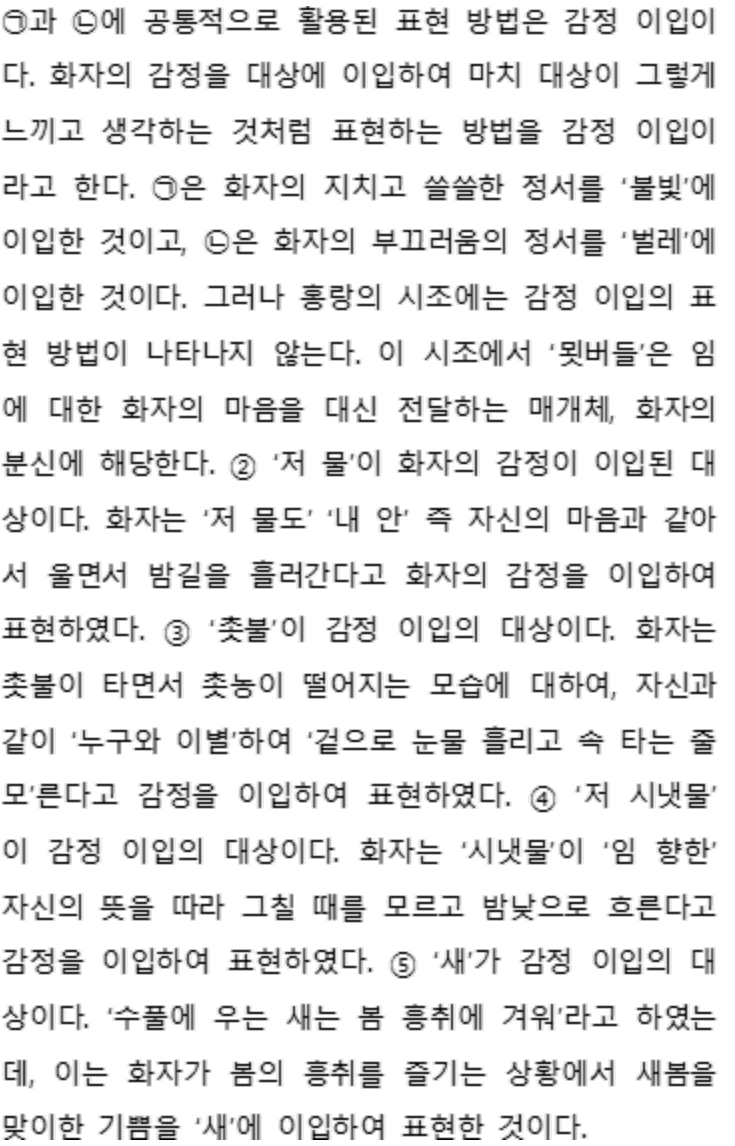 ㉠과 ㉡에 공통적으로 활용된 표현 방법은 감정 이입이
다. 화자의 감정을 대상에 이입하여 마치 대상이 그렇게
느끼고 생각하는 것처럼 표현하는 방법을 감정 이입이
라고 한다. ㉠은 화자의 지치고 쓸쓸한 정서를 ‘불빛’에
이입한 것이고, ㉡은 화자의 부끄러움의 정서를 ‘벌레’에
이입한 것이다. 그러나 홍랑의 시조에는 감정 이입의 표
현 방법이 나타나지 않는다. 이 시조에서 ‘묏버들’은 임
에 대한 화자의 마음을 대신 전달하는 매개체, 화자의
분신에 해당한다. ② ‘저 물’이 화자의 감정이 이입된 대
상이다. 화자는 ‘저 물도’ ‘내 안’ 즉 자신의 마음과 같아
서 울면서 밤길을 흘러간다고 화자의 감정을 이입하여
표현하였다. ③ ‘촛불’이 감정 이입의 대상이다. 화자는
촛불이 타면서 촛농이 떨어지는 모습에 대하여, 자신과
같이 ‘누구와 이별’하여 ‘겉으로 눈물 흘리고 속 타는 줄
모’른다고 감정을 이입하여 표현하였다. ④ ‘저 시냇물’
이 감정 이입의 대상이다. 화자는 ‘시냇물’이 ‘임 향한’
자신의 뜻을 따라 그칠 때를 모르고 밤낮으로 흐른다고
감정을 이입하여 표현하였다. ⑤ ‘새’가 감정 이입의 대
상이다. ‘수풀에 우는 새는 봄 흥취에 겨워’라고 하였는
데, 이는 화자가 봄의 흥취를 즐기는 상황에서 새봄을
맞이한 기쁨을 ‘새’에 이입하여 표현한 것이다.